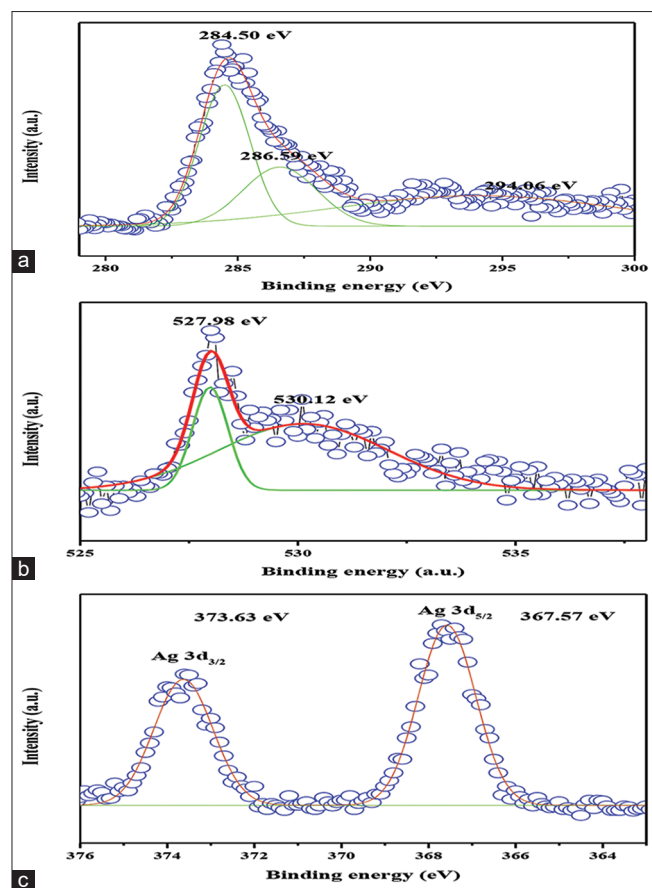 284.50 eV
286.59 eV
294.06 eV
Intensity (a.u.)
280 285 290 295 300
Binding energy (eV)
a
527.98 eV
530.12 eV
Intensity (a.u.)
525 530 535
Binding energy (a.u.)
b
Ag 3d5/2
373.63 eV 367.57 eV
Ag 3d3/2
Intensity (a.u.)
376 374 372 370 368 366 364
Binding energy (eV)
c